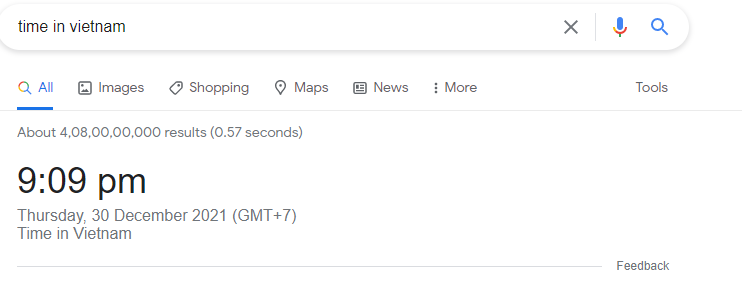 time in vietnam
All Images Shopping Maps News More Tools
About 4,08,00,00,000 results (0.57 seconds)
9:09 pm
Thursday, 30 December 2021 (GMT+7)
Time in Vietnam
Feedback